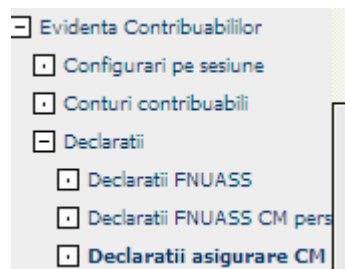 Evidenta Contribuabililor
Configurari pe sesiune
Conturi contribuabili
Declaratii
Declaratii FNUASS
Declaratii FNUASS CM pers
Declaratii asigurare CM